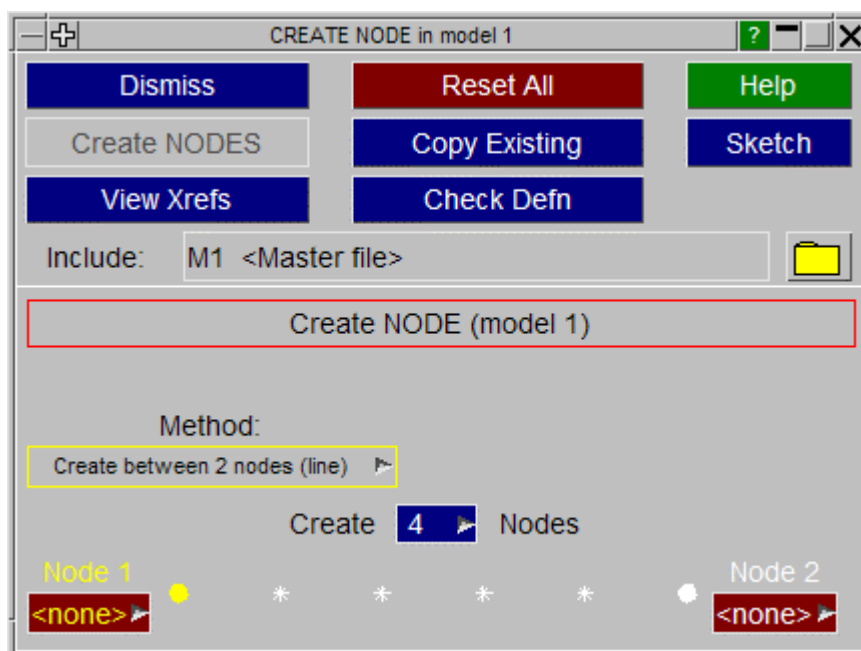 CREATE NODE in model 1 ?
Dismiss Reset All Help
Create NODES Copy Existing Sketch
View Xrefs Check Defn
Include: M1 <Master file>
Create NODE (model 1)
Method:
Create between 2 nodes (line)
Create 4 Nodes
Node 1 Node 2
<none> <none>